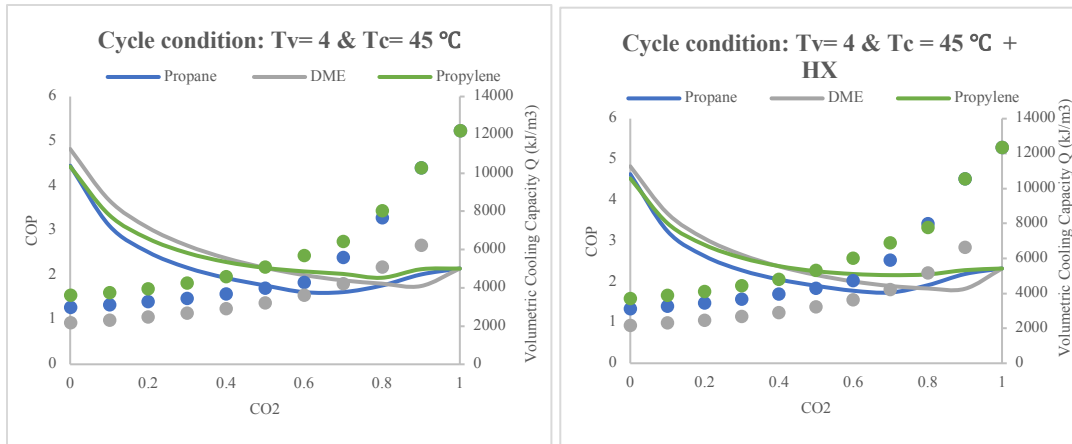 Cycle condition: Tv= 4 & Tc= 45 ℃
Propane DME Propylene
6
5
4
3
2
1
0
COP
14000
12000
10000
8000
6000
4000
2000
0
Volumetric Cooling Capacity Q (kJ/m3)
0 0.2 0.4 0.6 0.8 1
CO2
Cycle condition: Tv= 4 & Tc = 45 ℃ +
HX
Propane DME Propylene
6
5
4
3
2
1
0
COP
14000
12000
10000
8000
6000
4000
2000
0
Volumetric Cooling Capacity Q (kJ/m3)
0 0.2 0.4 0.6 0.8 1
CO2